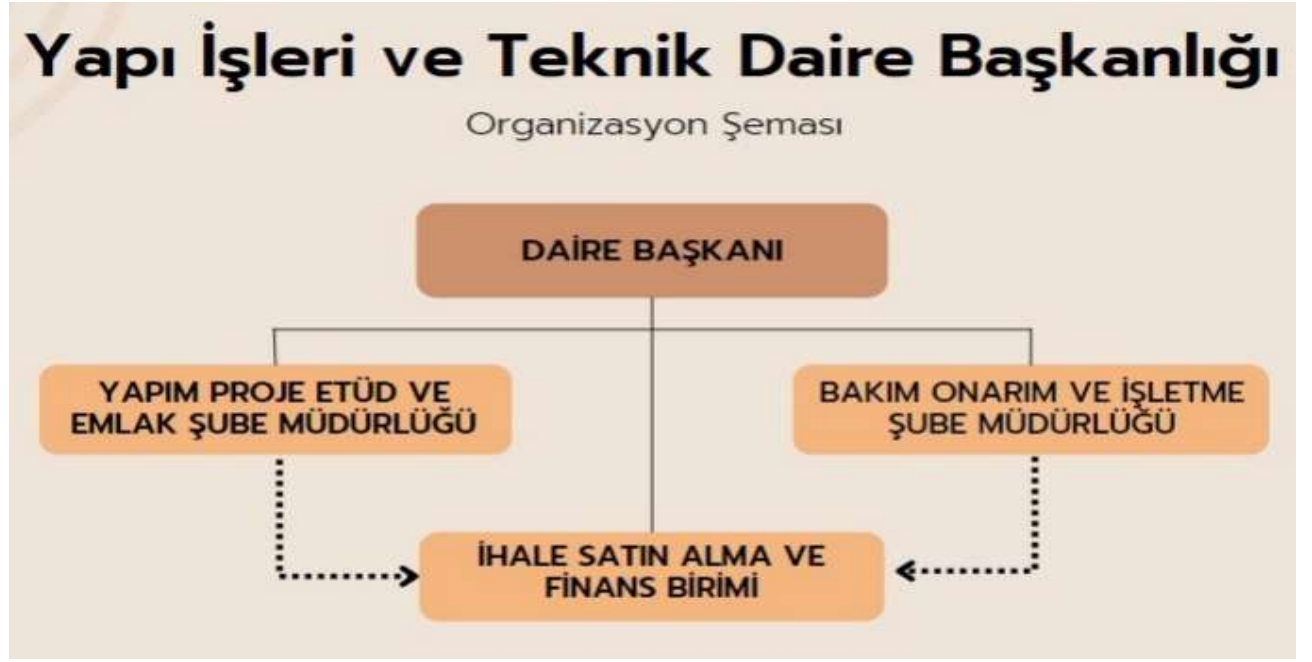 Yapı İşleri ve Teknik Daire Başkanlığı
Organizasyon Şeması
DAİRE BAŞKANI
YAPIM PROJE ETÜD VE
EMLAK ŞUBE MÜDÜRLÜĞÜ
BAKIM ONARIM VE İŞLETME
ŞUBE MÜDÜRLÜĞÜ
İHALE SATIN ALMA VE
FİNANS BİRİMİ